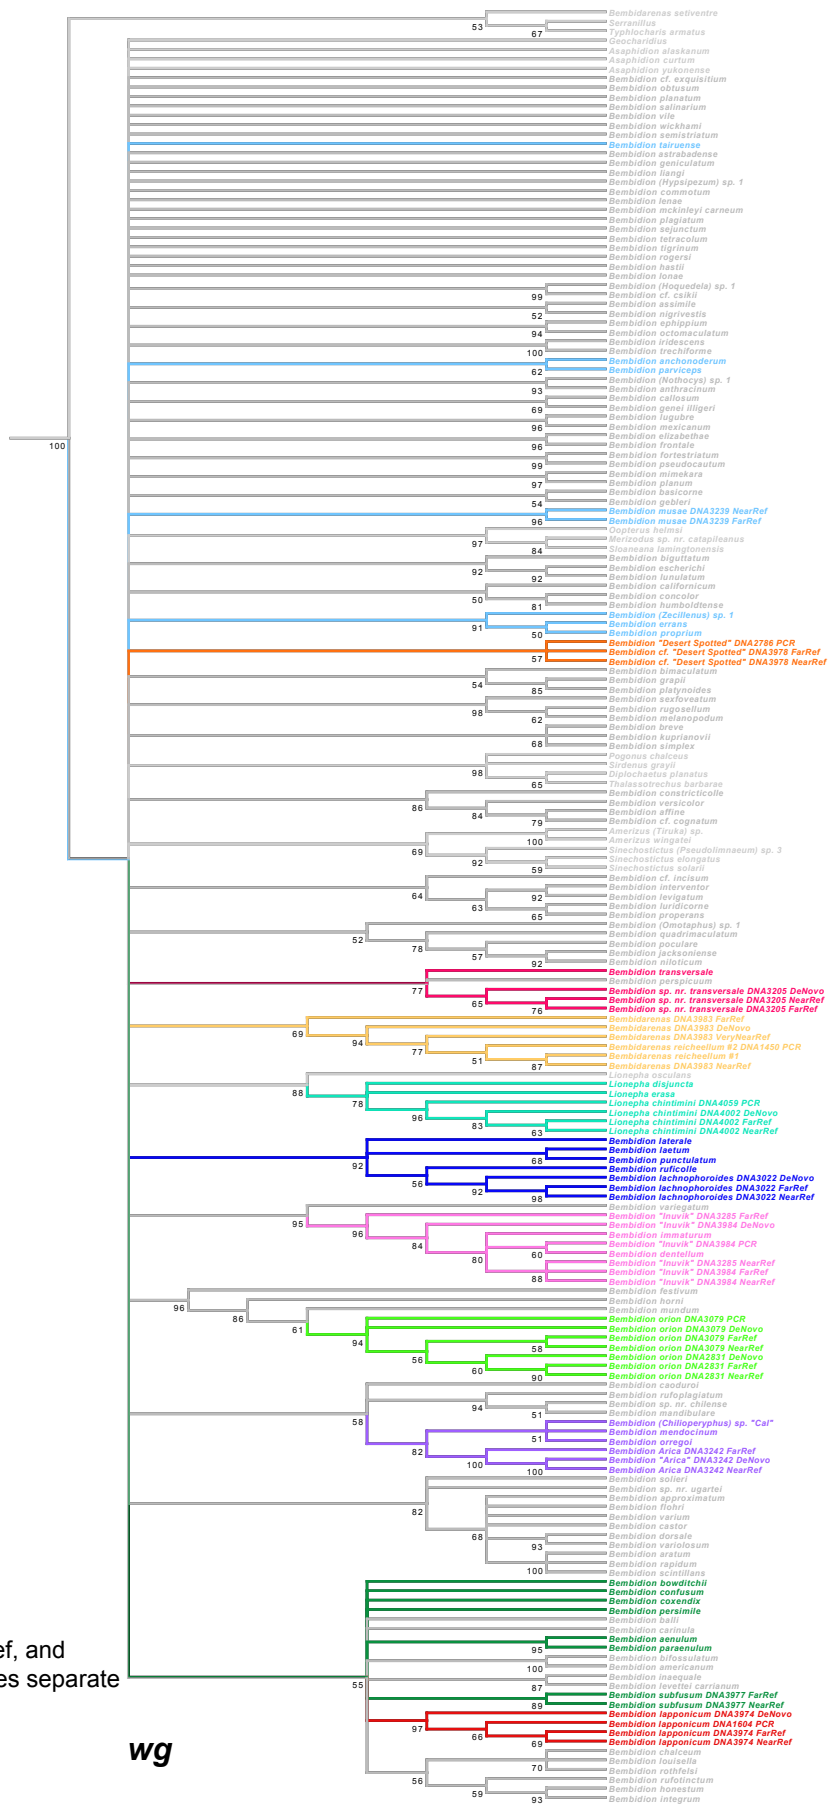 Bembidarenas setiventre
Serranillus
53
Typhlocharis armatus
67
Geocharidius
Asaphidion alaskanum
Asaphidion curtum
Asaphidion yukonense
Bembidion cf. exquisitium
Bembidion obtusum
Bembidion planatum
Bembidion salinarium
Bembidion vile
Bembidion wickhami
Bembidion semistriatum
Bembidion tairuense
Bembidion astrabadense
Bembidion geniculatum
Bembidion liangi
Bembidion (Hypsipezum) sp. 1
Bembidion commotum
Bembidion lenae
Bembidion mckinleyi carneum
Bembidion plagiatum
Bembidion sejunctum
Bembidion tetracolum
Bembidion tigrinum
Bembidion rogersi
Bembidion hastii
Bembidion lonae
Bembidion (Hoquedela) sp. 1
Bembidion cf. csikii
99
Bembidion assimile
Bembidion nigrivestis
52
Bembidion ephippium
Bembidion octomaculatum
94
Bembidion iridescens
Bembidion trechiforme
100
Bembidion anchonoderum
Bembidion parviceps
62
Bembidion (Nothocys) sp. 1
Bembidion anthracinum
93
Bembidion callosum
Bembidion genei illigeri
69
Bembidion lugubre
Bembidion mexicanum
96
Bembidion elizabethae
100
Bembidion frontale
96
Bembidion fortestriatum
Bembidion pseudocautum
99
Bembidion mimekara
Bembidion planum
97
Bembidion basicorne
Bembidion gebleri
54
Bembidion musae DNA3239 NearRef
Bembidion musae DNA3239 FarRef
96
Oopterus helmsi
Merizodus sp. nr. catapileanus
97
Sloaneana lamingtonensis
84
Bembidion biguttatum
Bembidion escherichi
92
Bembidion lunulatum
92
Bembidion californicum
Bembidion concolor
50
Bembidion humboldtense
81
Bembidion (Zecillenus) sp. 1
Bembidion errans
91
Bembidion proprium
50
Bembidion "Desert Spotted" DNA2786 PCR
Bembidion cf. "Desert Spotted" DNA3978 FarRef
57
Bembidion cf. "Desert Spotted" DNA3978 NearRef
Bembidion bimaculatum
Bembidion grapii
54
Bembidion platynoides
85
Bembidion sexfoveatum
Bembidion rugosellum
98
Bembidion melanopodum
62
Bembidion breve
Bembidion kuprianovii
Bembidion simplex
68
Pogonus chalceus
Sirdenus grayii
98
Diplochaetus planatus
Thalassotrechus barbarae
65
Bembidion constricticolle
Bembidion versicolor
86
Bembidion affine
84
Bembidion cf. cognatum
79
Amerizus (Tiruka) sp.
Amerizus wingatei
100
69
Sinechostictus (Pseudolimnaeum) sp. 3
Sinechostictus elongatus
92
Sinechostictus solarii
59
Bembidion cf. incisum
Bembidion interventor
64
Bembidion levigatum
92
Bembidion luridicorne
63
Bembidion properans
65
Bembidion (Omotaphus) sp. 1
Bembidion quadrimaculatum
52
Bembidion poculare
78
Bembidion jacksoniense
57
Bembidion niloticum
92
Bembidion transversale
Bembidion perspicuum
77
Bembidion sp. nr. transversale DNA3205 DeNovo
Bembidion sp. nr. transversale DNA3205 NearRef
65
Bembidion sp. nr. transversale DNA3205 FarRef
76
Bembidarenas DNA3983 FarRef
Bembidarenas DNA3983 DeNovo
69
Bembidarenas DNA3983 VeryNearRef
94
Bembidarenas reicheellum #2 DNA1450 PCR
77
Bembidarenas reicheellum #1
51
Bembidarenas DNA3983 NearRef
87
Lionepha osculans
Lionepha disjuncta
88
Lionepha erasa
78
Lionepha chintimini DNA4059 PCR
Lionepha chintimini DNA4002 DeNovo
96
Lionepha chintimini DNA4002 FarRef
83
Lionepha chintimini DNA4002 NearRef
63
Bembidion laterale
Bembidion laetum
Bembidion punctulatum
68
92
Bembidion ruficolle
56
Bembidion lachnophoroides DNA3022 DeNovo
Bembidion lachnophoroides DNA3022 FarRef
92
Bembidion lachnophoroides DNA3022 NearRef
98
Bembidion variegatum
Bembidion "Inuvik" DNA3285 FarRef
95
Bembidion "Inuvik" DNA3984 DeNovo
96
Bembidion immaturum
Bembidion "Inuvik" DNA3984 PCR
84
Bembidion dentellum
60
80
Bembidion "Inuvik" DNA3285 NearRef
Bembidion "Inuvik" DNA3984 FarRef
Bembidion "Inuvik" DNA3984 NearRef
88
Bembidion festivum
Bembidion horni
96
Bembidion mundum
86
Bembidion orion DNA3079 PCR
61
Bembidion orion DNA3079 DeNovo
94
Bembidion orion DNA3079 FarRef
Bembidion orion DNA3079 NearRef
58
56
Bembidion orion DNA2831 DeNovo
Bembidion orion DNA2831 FarRef
60
Bembidion orion DNA2831 NearRef
90
Bembidion caoduroi
Bembidion rufoplagiatum
Bembidion sp. nr. chilense
94
Bembidion mandibulare
51
58
Bembidion (Chilioperyphus) sp. "Cal"
Bembidion mendocinum
Bembidion orregoi
51
82
Bembidion Arica DNA3242 FarRef
Bembidion "Arica" DNA3242 DeNovo
100
Bembidion Arica DNA3242 NearRef
100
Bembidion solieri
Bembidion sp. nr. ugartei
Bembidion approximatum
82
Bembidion flohri
Bembidion varium
Bembidion castor
68
Bembidion dorsale
Bembidion variolosum
93
Bembidion aratum
Bembidion rapidum
Bembidion scintillans
100
Bembidion bowditchii
Bembidion confusum
Bembidion coxendix
Bembidion persimile
Bembidion balli
Bembidion carinula
Bembidion aenulum
Bembidion paraenulum
95
Bembidion bifossulatum
Bembidion americanum
100
Bembidion inaequale
Bembidion levettei carrianum
87
55
Bembidion subfusum DNA3977 FarRef
Bembidion subfusum DNA3977 NearRef
89
Bembidion lapponicum DNA3974 DeNovo
Bembidion lapponicum DNA1604 PCR
97
Bembidion lapponicum DNA3974 FarRef
66
Bembidion lapponicum DNA3974 NearRef
69
Bembidion chalceum
Bembidion louisella
Bembidion rothfelsi
70
56
Bembidion rufotinctum
Bembidion honestum
59
Bembidion integrum
93
ef, and
es separate
wg